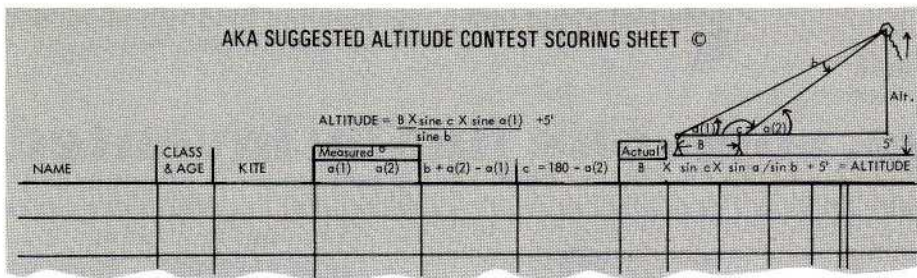 AKA SUGGESTED ALTITUDE CONTEST SCORING SHEET ©
b
Alt.
ALTITUDE = B X sine c X sine a(1) +5'
sine b
a(1) c a(2)
B
5'
NAME
CLASS
& AGE
KITE
Measured °
a(1) a(2)
b + a(2) - a(1)
c = 180 - a(2)
Actual'
B X sin c X sin a/sin b + 5' = ALTITUDE